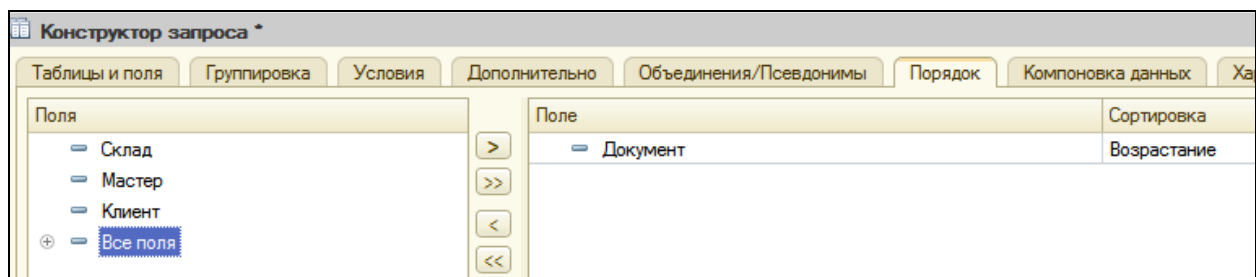 Конструктор запроса *
Таблицы и поля Группировка Условия Дополнительно Объединения/Псевдонимы Порядок Компоновка данных Ха
Поля Поле Сортировка
Склад > Документ Возрастание
Мастер >>
Клиент <
Все поля <<